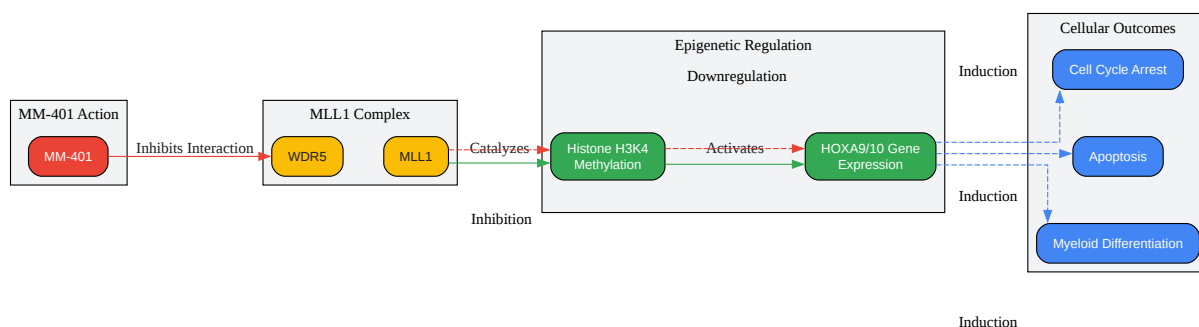 MM-401 Action
MM-401
Inhibits Interaction
MLL1 Complex
WDR5
MLL1
Catalyzes
Inhibition
Epigenetic Regulation
Downregulation
Histone H3K4
Methylation
Activates
HOXA9/10 Gene
Expression
Induction
Induction
Induction
Cellular Outcomes
Cell Cycle Arrest
Apoptosis
Myeloid Differentiation